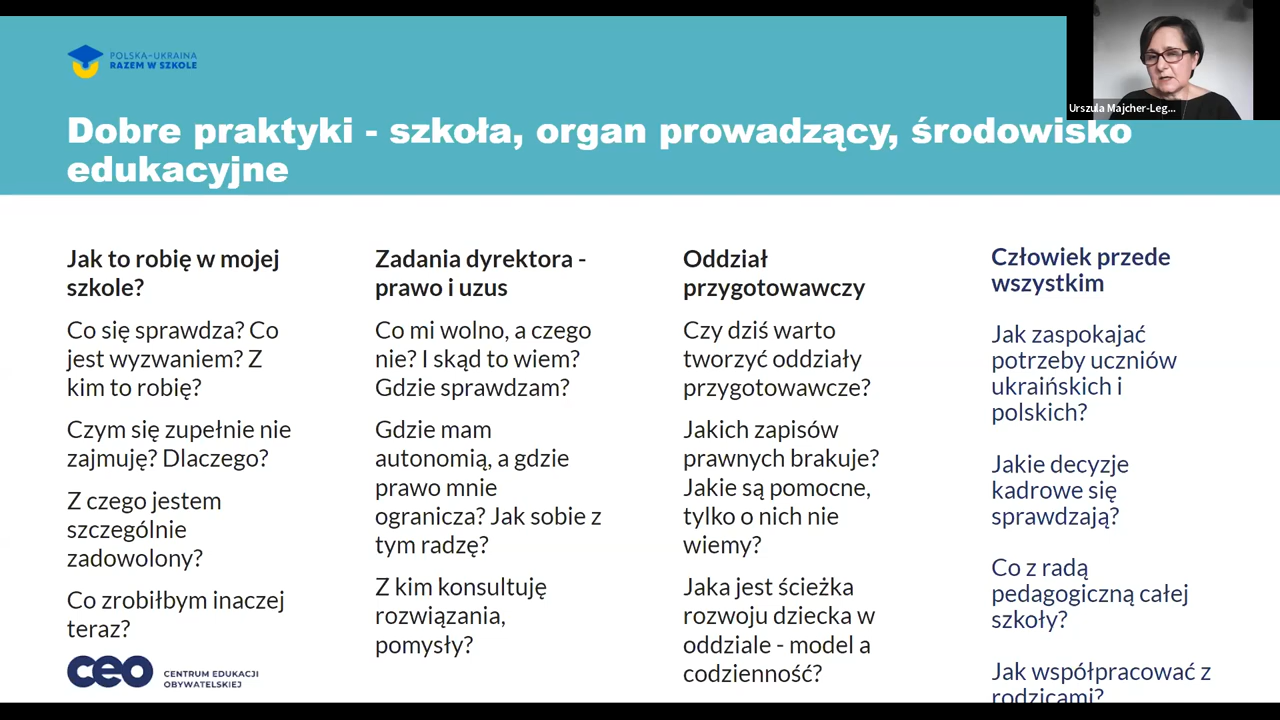 POLSKA-UKRAINA
RAZEM W SZKOLE
Urszula Majcher-Leg...
Dobre praktyki - szkoła, organ prowadzący, środowisko
edukacyjne
Jak to robię w mojej
szkole?
Co się sprawdza? Co
jest wyzwaniem? Z
kim to robię?
Czym się zupełnie nie
zajmuję? Dlaczego?
Z czego jestem
szczególnie
zadowolony?
Co zrobiłbym inaczej
teraz?
Zadania dyrektora -
prawo i uzus
Co mi wolno, a czego
nie? I skąd to wiem?
Gdzie sprawdzam?
Gdzie mam
autonomią, a gdzie
prawo mnie
ogranicza? Jak sobie z
tym radzę?
Z kim konsultuję
rozwiązania,
pomysły?
Oddział
przygotowawczy
Czy dziś warto
tworzyć oddziały
przygotowawcze?
Jakich zapisów
prawnych brakuje?
Jakie są pomocne,
tylko o nich nie
wiemy?
Jaka jest ścieżka
rozwoju dziecka w
oddziale - model a
codzienność?
Człowiek przede
wszystkim
Jak zaspokajać
potrzeby uczniów
ukraińskich i
polskich?
Jakie decyzje
kadrowe się
sprawdzają?
Co z radą
pedagogiczną całej
szkoły?
Jak współpracować z
rodzicami?
ceo
CENTRUM EDUKACJI
OBYWATELSKIEJ